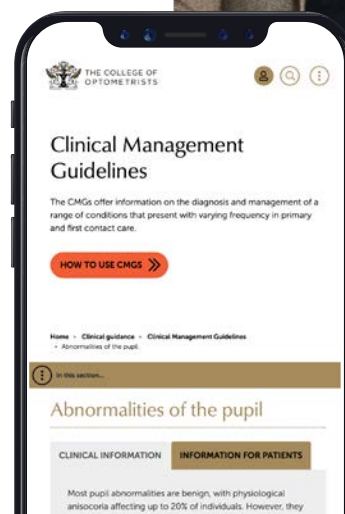 THE COLLEGE OF
OPTOMETRISTS
Clinical Management
Guidelines
The CMGs offer information on the diagnosis and management of a
range of conditions that present with varying frequency in primary
and first contact care.
HOW TO USE CMGS
Home - Clinical guidance - Clinical Management Guidelines
- Abnormalities of the pupil
In this section...
Abnormalities of the pupil
CLINICAL INFORMATION INFORMATION FOR PATIENTS
Most pupil abnormalities are benign, with physiological
anisocoria affecting up to 20% of individuals. However, they